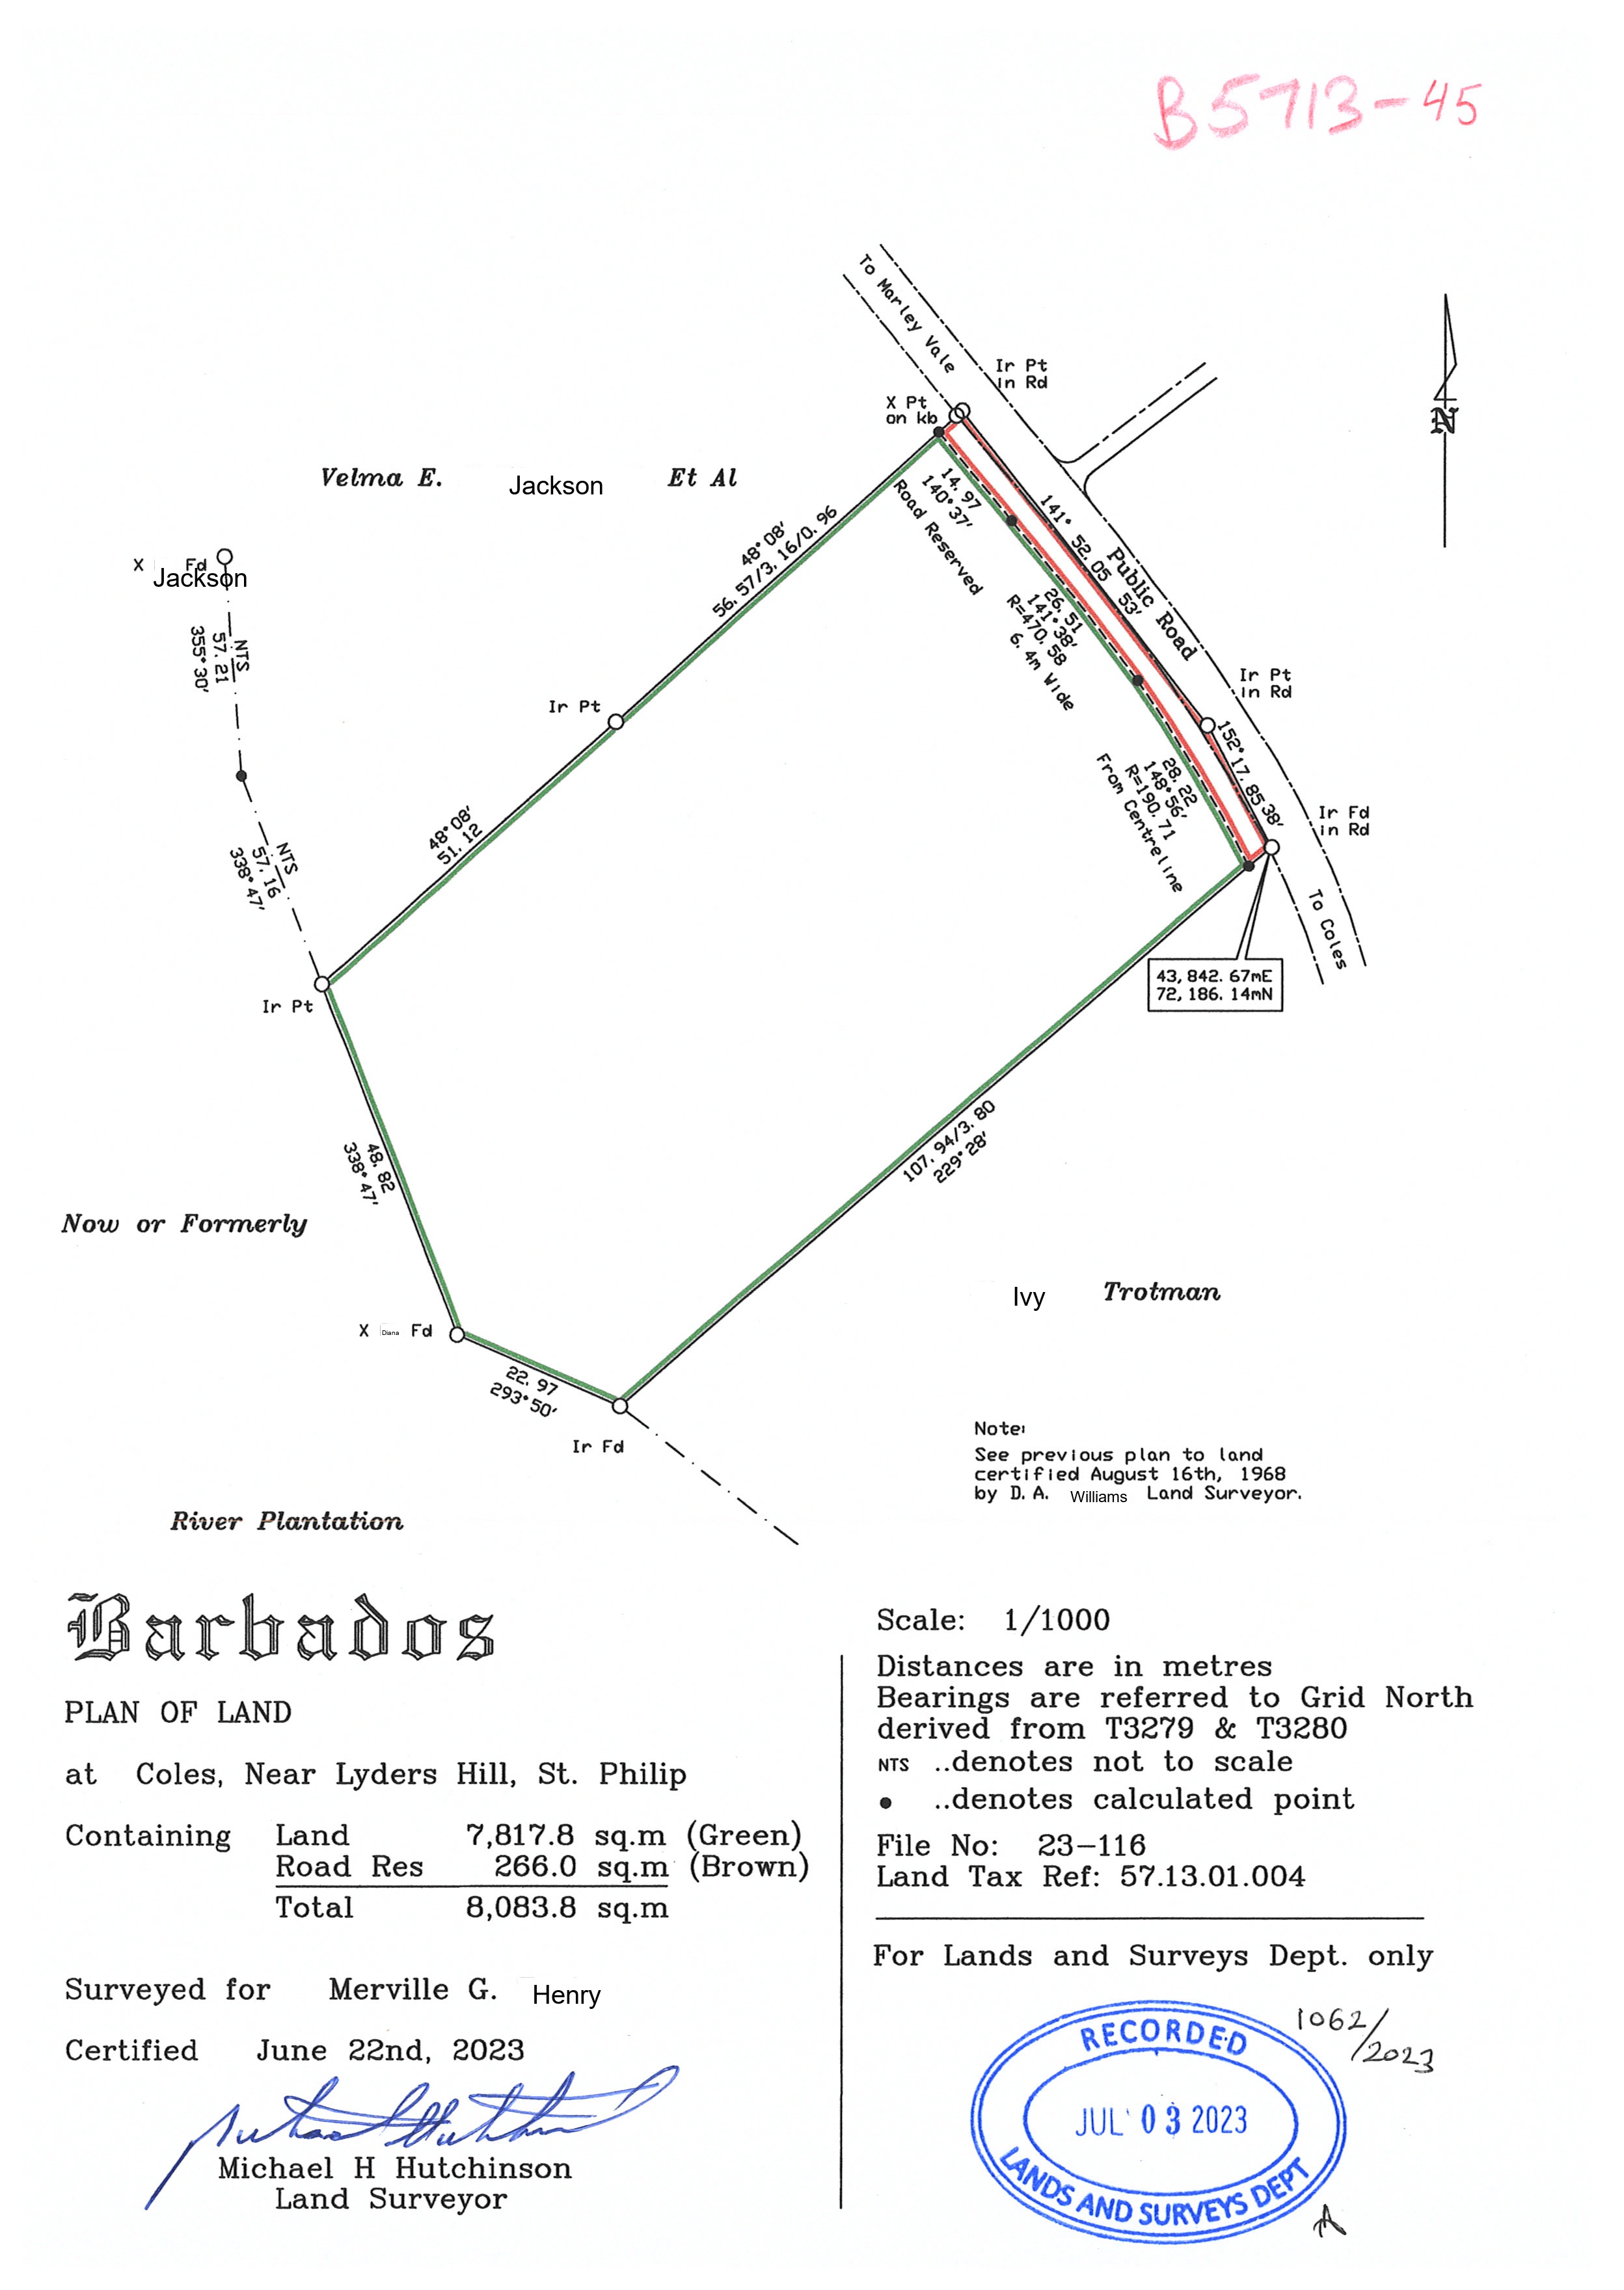 B5713-45
To Marley Vale
Ir Pt
in Rd
X Pt
on kb
N
Velma E. Jackson Et Al
X Fd
Jackson
14.97
140°37'
Road Reserved
141° 52.05 53'
Public Road
48°08'
56.57/3.16/0.96
26.51
141°38'
R=470.58
6.4m Wide
NTS
57.21
355°30'
Ir Pt
in Rd
Ir Pt
152° 17.85 38'
28.22
148°56'
R=190.71
From Centreline
Ir Fd
in Rd
48°08'
51.12
NTS
57.16
338°47'
To Coles
43,842.67mE
72,186.14mN
Ir Pt
107.94/3.80
229°28'
48.82
338°47'
Now or Formerly
Ivy Trotman
X Diana Fd
22.97
293°50'
Ir Fd
Note:
See previous plan to land
certified August 16th, 1968
by D.A. Williams Land Surveyor.
River Plantation
Barbados
PLAN OF LAND
at Coles, Near Lyders Hill, St. Philip
Containing Land 7,817.8 sq.m (Green)
Road Res 266.0 sq.m (Brown)
Total 8,083.8 sq.m
Surveyed for Merville G. Henry
Certified June 22nd, 2023
Michael H Hutchinson
Land Surveyor
Scale: 1/1000
Distances are in metres
Bearings are referred to Grid North
derived from T3279 & T3280
NTS ..denotes not to scale
● ..denotes calculated point
File No: 23-116
Land Tax Ref: 57.13.01.004
For Lands and Surveys Dept. only
1062/2023
RECORDED
JUL 03 2023
LANDS AND SURVEYS DEPT